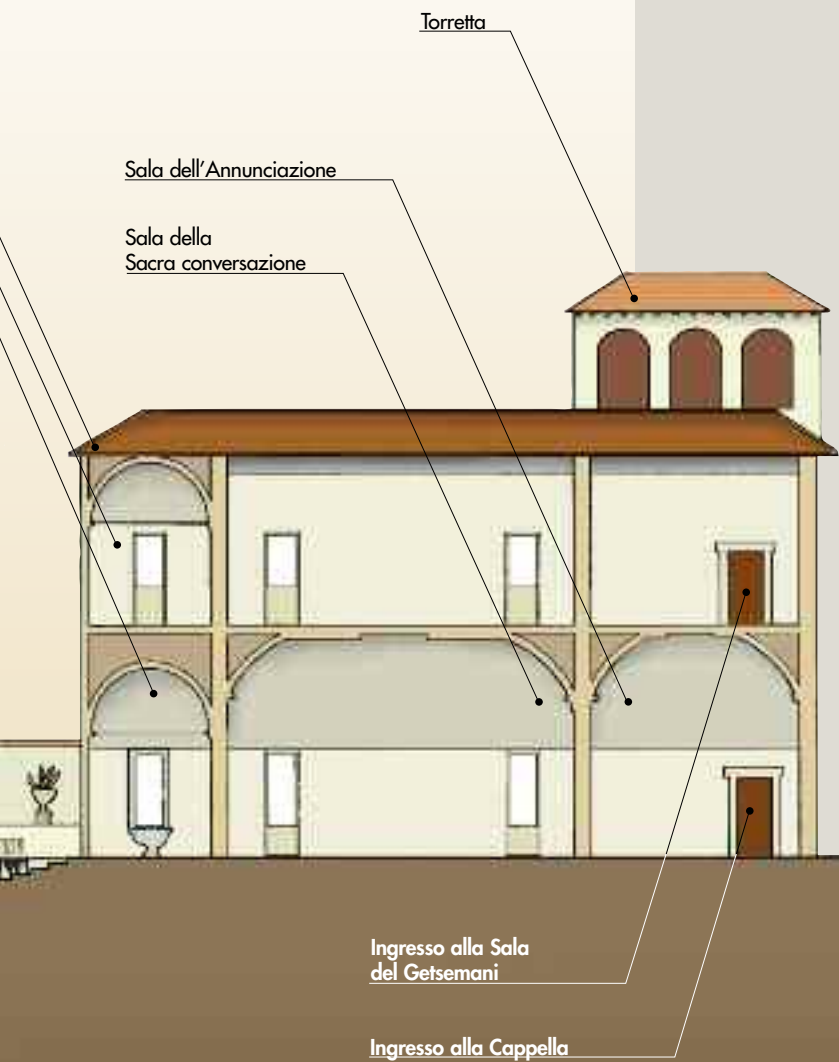 Torretta
Sala dell'Annunciazione
Sala della
Sacra conversazione
Ingresso alla Sala
del Getsemani
Ingresso alla Cappella